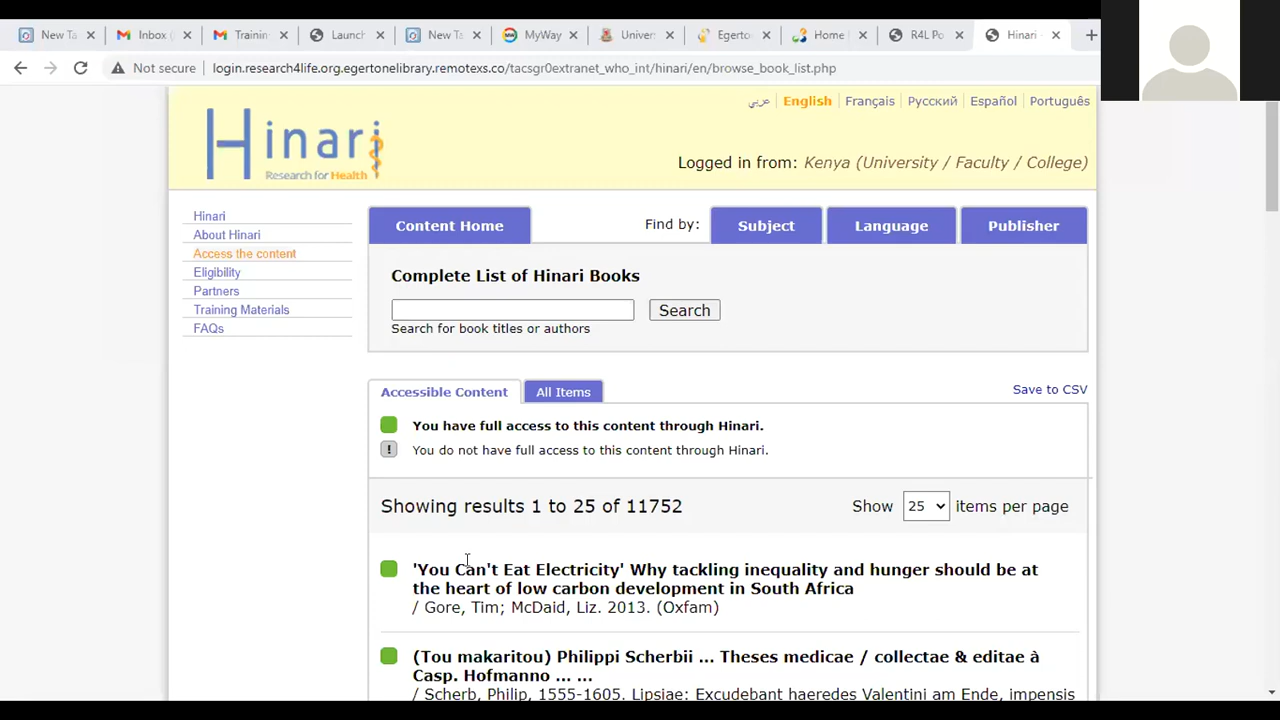 New Ta
Inbox (
Trainin
Launch
New Ta
MyWay
Univer
Egerto
Home |
R4L Po
Hinari -
Not secure
login.research4life.org.egertonelibrary.remotexs.co/tacsgr0extranet_who_int/hinari/en/browse_book_list.php
عربي English Français Русский Español Português
Hinari
Research for Health
Logged in from: Kenya (University / Faculty / College)
Hinari
About Hinari
Access the content
Eligibility
Partners
Training Materials
FAQs
Content Home
Find by:
Subject
Language
Publisher
Complete List of Hinari Books
Search
Search for book titles or authors
Accessible Content
All Items
Save to CSV
You have full access to this content through Hinari.
! You do not have full access to this content through Hinari.
Showing results 1 to 25 of 11752
Show 25 items per page
'You Can't Eat Electricity' Why tackling inequality and hunger should be at
the heart of low carbon development in South Africa
/ Gore, Tim; McDaid, Liz. 2013. (Oxfam)
(Tou makaritou) Philippi Scherbii ... Theses medicae / collectae & editae à
Casp. Hofmanno ... ...
/ Scherb, Philip, 1555-1605. Lipsiae: Excudebant haeredes Valentini am Ende, impensis